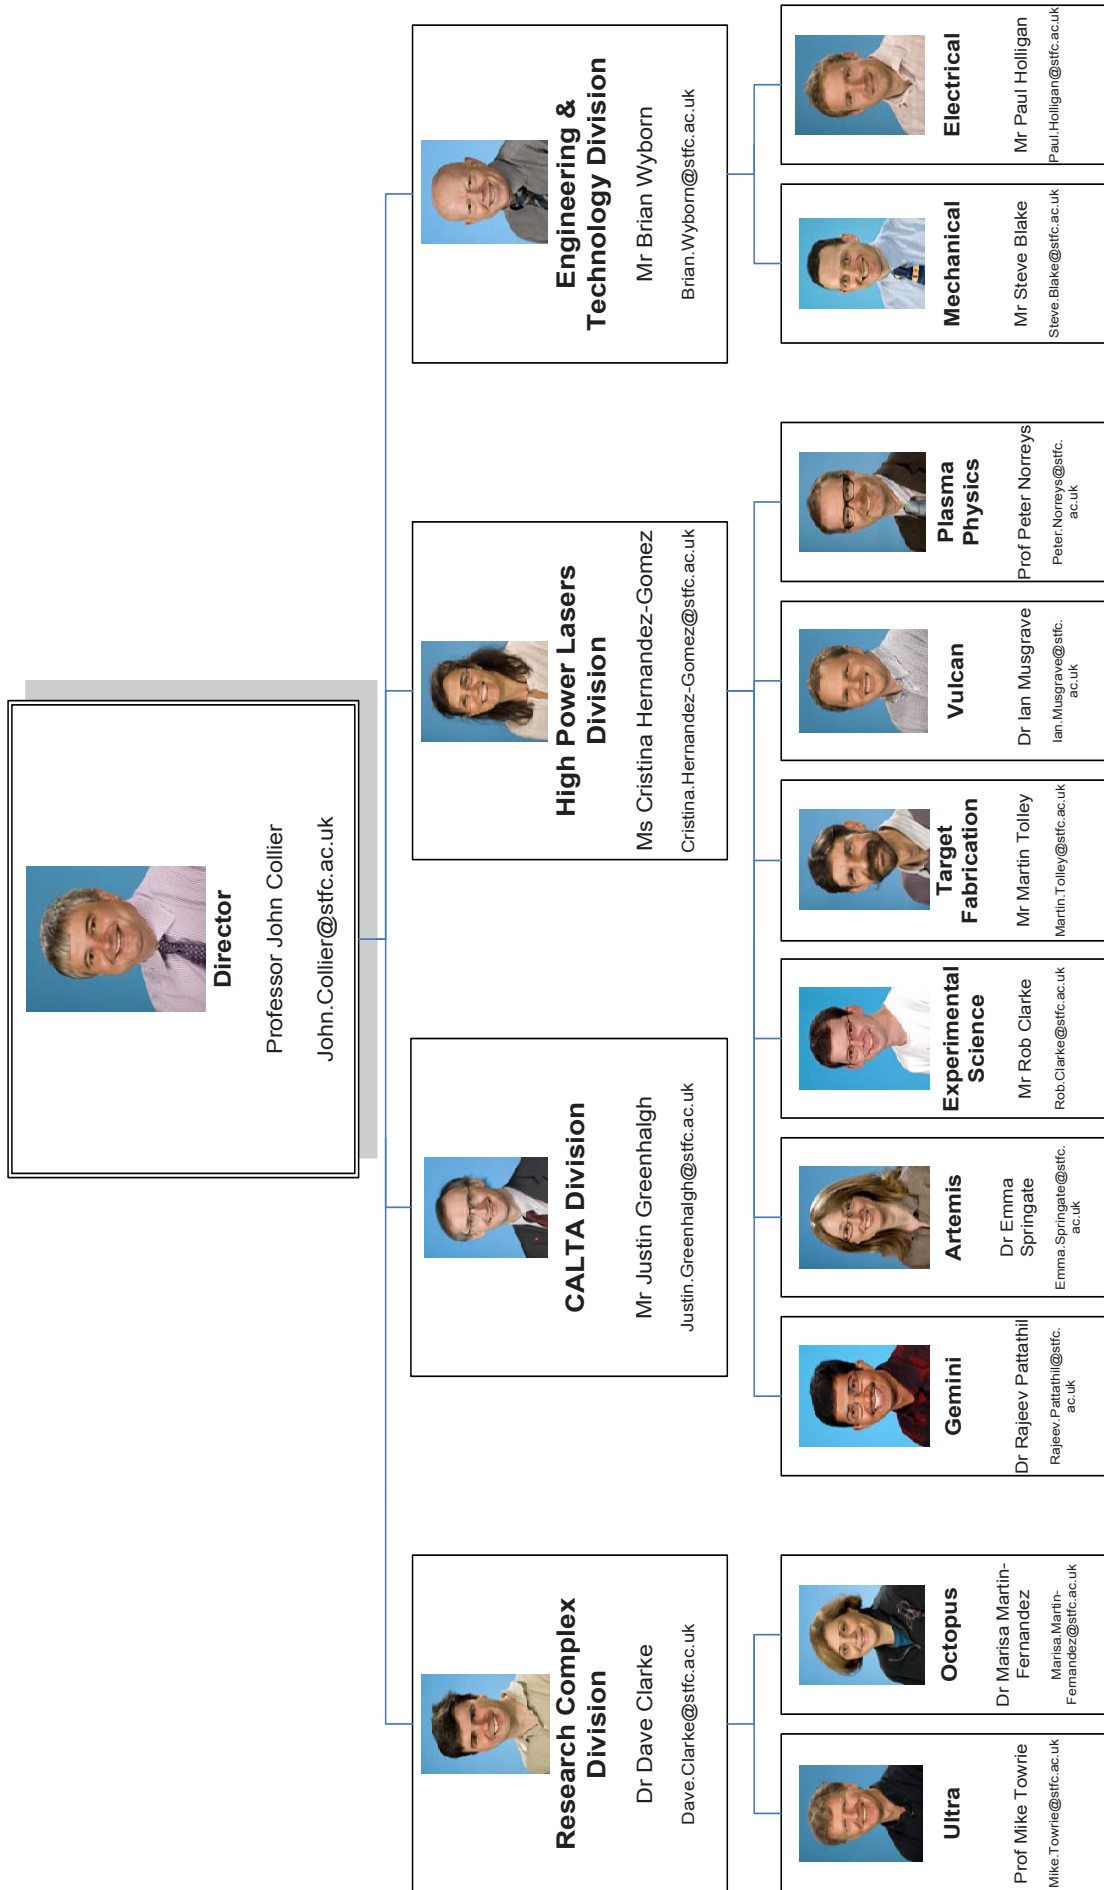 Director
Professor John Collier
John.Collier@stfc.ac.uk
Research Complex
Division
Dr Dave Clarke
Dave.Clarke@stfc.ac.uk
CALTA Division
Mr Justin Greenhalgh
Justin.Greenhalgh@stfc.ac.uk
High Power Lasers
Division
Ms Cristina Hernandez-Gomez
Cristina.Hernandez-Gomez@stfc.ac.uk
Engineering &
Technology Division
Mr Brian Wyborn
Brian.Wyborn@stfc.ac.uk
Ultra
Prof Mike Towrie
Mike.Towrie@stfc.ac.uk
Octopus
Dr Marisa Martin-
Fernandez
Marisa.Martin-
Fernandez@stfc.ac.uk
Gemini
Dr Rajeev Pattathil
Rajeev.Pattathil@stfc.
ac.uk
Artemis
Dr Emma
Springate
Emma.Springate@stfc.
ac.uk
Experimental
Science
Mr Rob Clarke
Rob.Clarke@stfc.ac.uk
Target
Fabrication
Mr Martin Tolley
Martin.Tolley@stfc.ac.uk
Vulcan
Dr Ian Musgrave
Ian.Musgrave@stfc.
ac.uk
Plasma
Physics
Prof Peter Norreys
Peter.Norreys@stfc.
ac.uk
Mechanical
Mr Steve Blake
Steve.Blake@stfc.ac.uk
Electrical
Mr Paul Holligan
Paul.Holligan@stfc.ac.uk